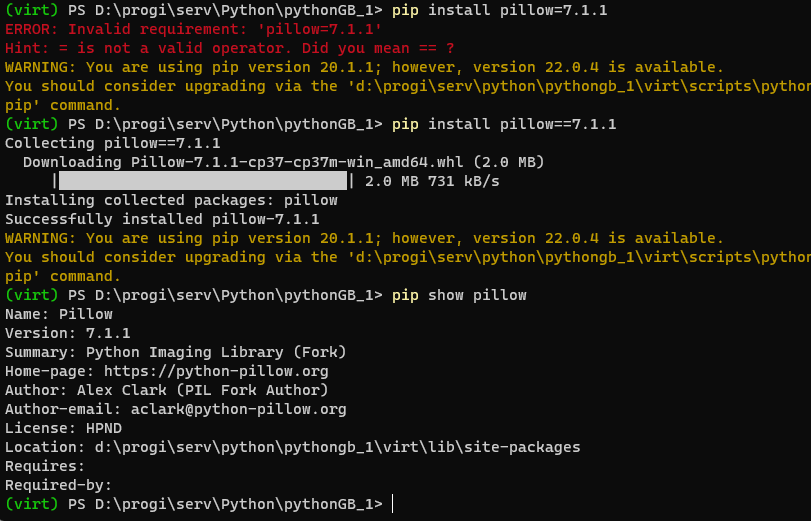 (virt) PS D:\progi\serv\Python\pythonGB_1> pip install pillow=7.1.1
ERROR: Invalid requirement: 'pillow=7.1.1'
Hint: = is not a valid operator. Did you mean == ?
WARNING: You are using pip version 20.1.1; however, version 22.0.4 is available.
You should consider upgrading via the 'd:\progi\serv\python\pythongb_1\virt\scripts\python
pip' command.
(virt) PS D:\progi\serv\Python\pythonGB_1> pip install pillow==7.1.1
Collecting pillow==7.1.1
  Downloading Pillow-7.1.1-cp37-cp37m-win_amd64.whl (2.0 MB)
     |████████████████████████████████| 2.0 MB 731 kB/s
Installing collected packages: pillow
Successfully installed pillow-7.1.1
WARNING: You are using pip version 20.1.1; however, version 22.0.4 is available.
You should consider upgrading via the 'd:\progi\serv\python\pythongb_1\virt\scripts\python
pip' command.
(virt) PS D:\progi\serv\Python\pythonGB_1> pip show pillow
Name: Pillow
Version: 7.1.1
Summary: Python Imaging Library (Fork)
Home-page: https://python-pillow.org
Author: Alex Clark (PIL Fork Author)
Author-email: aclark@python-pillow.org
License: HPND
Location: d:\progi\serv\python\pythongb_1\virt\lib\site-packages
Requires:
Required-by:
(virt) PS D:\progi\serv\Python\pythonGB_1>